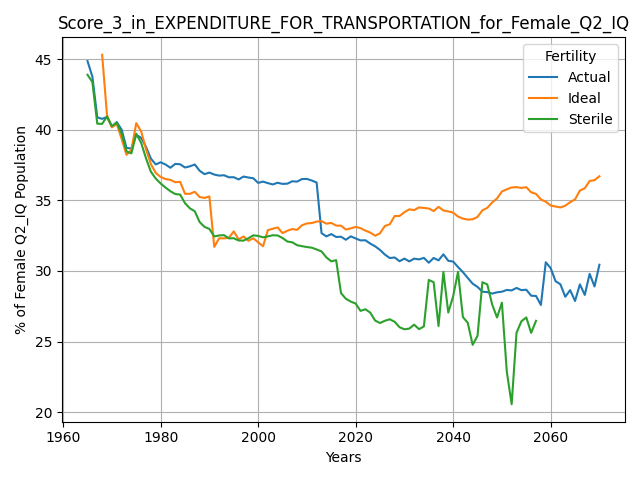 Score_3_in_EXPENDITURE_FOR_TRANSPORTATION_for_Female_Q2_IQ
% of Female Q2_IQ Population
45
40
35
30
25
20
Fertility
Actual
Ideal
Sterile
1960 1980 2000 2020 2040 2060
Years